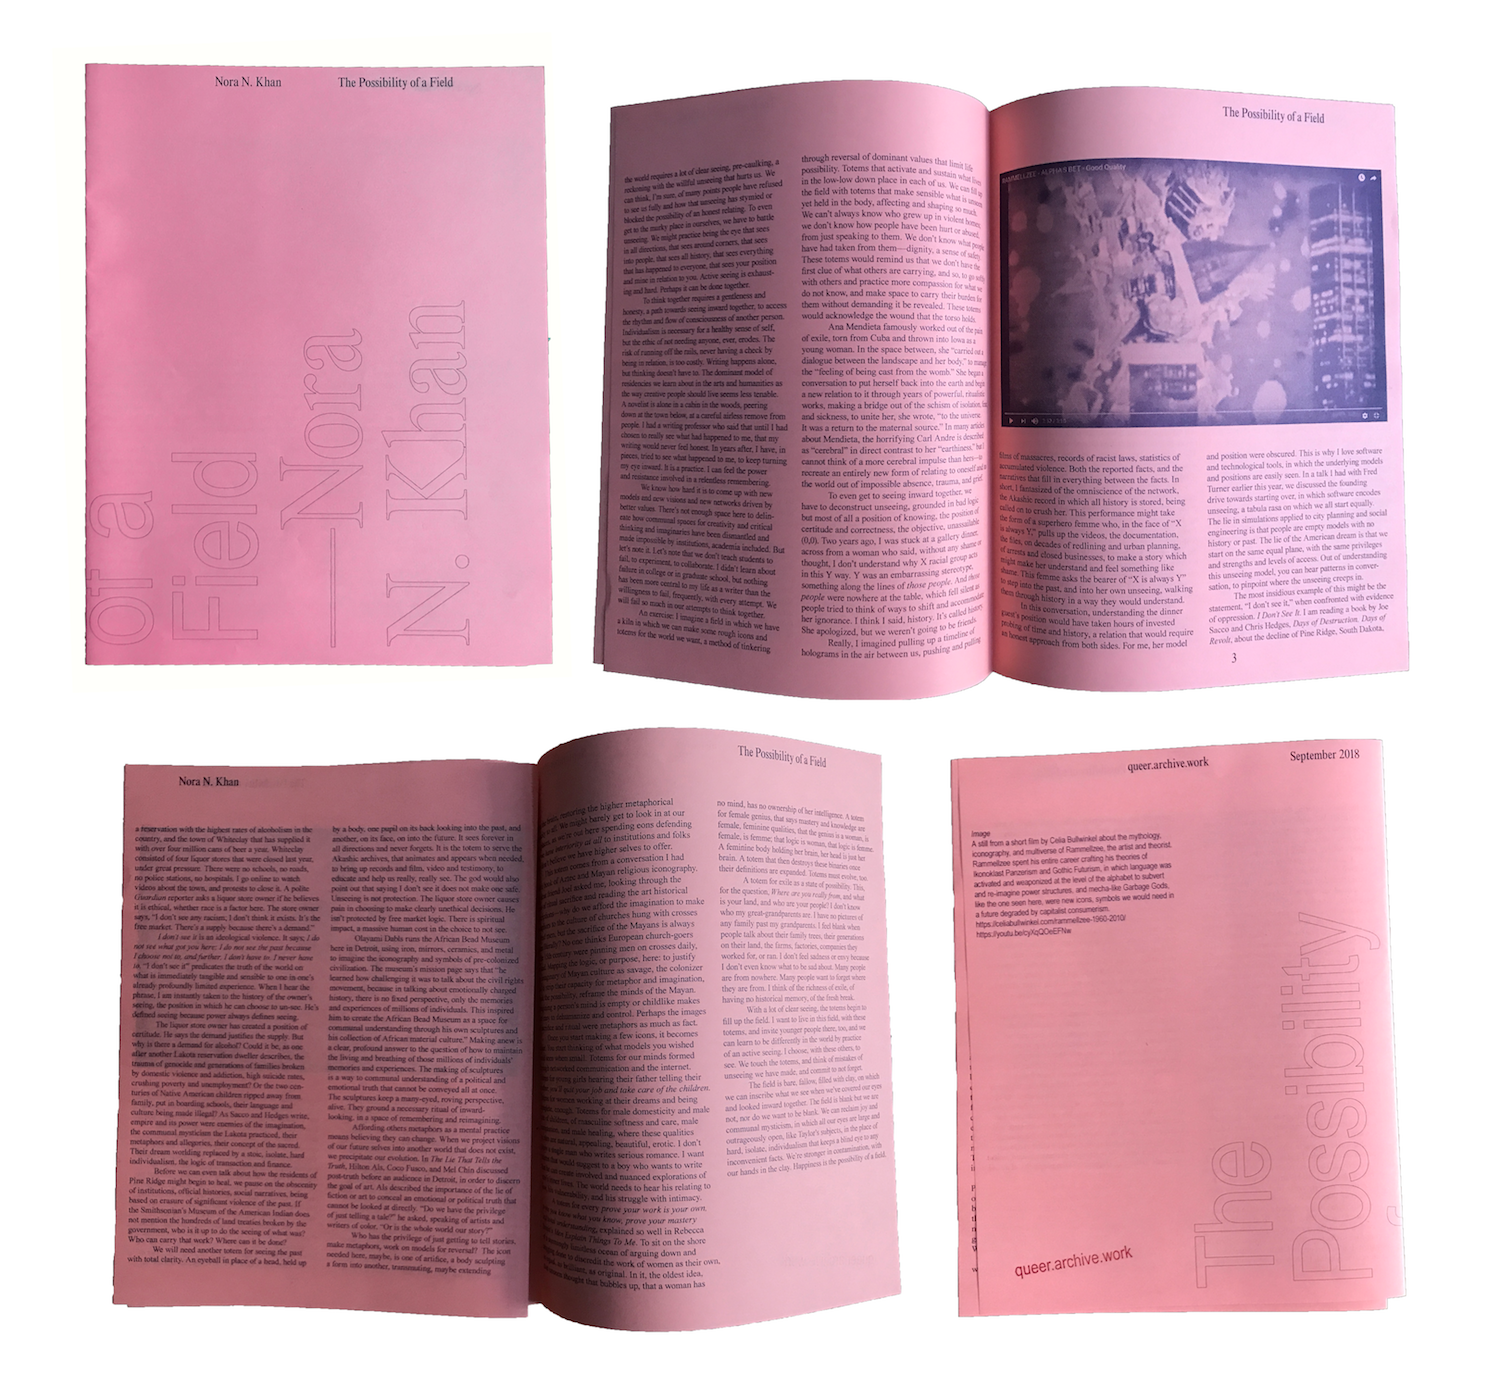 Nora N. Khan
The Possibility of a Field
of a
Field
—Nora
N. Khan
the world requires a lot of clear seeing, pre-caulking, a
reckoning with the willful unseeing that hurts us. We
can think, I'm sure, of many points people have refused
to see us fully and how that unseeing has stymied or
blocked the possibility of an honest relating. To even
get to the murky place in ourselves, we have to battle
unseeing. We might practice being the eye that sees
in all directions, that sees around corners, that sees
into people, that sees all history, that sees everything
that has happened to everyone, that sees your position
and mine in relation to you. Active seeing is exhaust-
ing and hard. Perhaps it can be done together.
To think together requires a gentleness and
honesty, a path towards seeing inward together, to access
the rhythm and flow of consciousness of another person.
Individualism is necessary for a healthy sense of self,
but the ethic of not needing anyone, ever, erodes. The
risk of running off the rails, never having a check by
being in relation, is too costly. Writing happens alone,
but thinking doesn't have to. The dominant model of
residencies we learn about in the arts and humanities as
the way creative people should live seems less tenable.
A novelist is alone in a cabin in the woods, peering
down at the town below, at a careful airless remove from
people. I had a writing professor who said that until I had
chosen to really see what had happened to me, that my
writing would never feel honest. In years after, I have, in
pieces, tried to see what happened to me, to keep turning
my eye inward. It is a practice. I can feel the power
and resistance involved in a relentless remembering.
We know how hard it is to come up with new
models and new visions and new networks driven by
better values. There's not enough space here to delin-
eate how communal spaces for creativity and critical
thinking and imaginaries have been dismantled and
made impossible by institutions, academia included. But
let's note it. Let's note that we don't teach students to
fail, to experiment, to collaborate. I didn't learn about
failure in college or in graduate school, but nothing
has been more central to my life as a writer than the
willingness to fail, frequently, with every attempt. We
will fail so much in our attempts to think together.
An exercise: I imagine a field in which we have
a kiln in which we can make some rough icons and
totems for the world we want, a method of tinkering
through reversal of dominant values that limit life
possibility. Totems that activate and sustain what lives
in the low-low down place in each of us. We can fill up
the field with totems that make sensible what is unseen
yet held in the body, affecting and shaping so much.
We can't always know who grew up in violent homes,
we don't know how people have been hurt or abused,
from just speaking to them. We don't know what people
have had taken from them—dignity, a sense of safety.
These totems would remind us that we don't have the
first clue of what others are carrying, and so, to go softly
with others and practice more compassion for what we
do not know, and make space to carry their burden for
them without demanding it be revealed. These totems
would acknowledge the wound that the torso holds.
Ana Mendieta famously worked out of the pain
of exile, torn from Cuba and thrown into Iowa as a
young woman. In the space between, she "carried out a
dialogue between the landscape and her body," to manage
the "feeling of being cast from the womb." She began a
conversation to put herself back into the earth and begin
a new relation to it through years of powerful, ritualistic
works, making a bridge out of the schism of isolation,
and sickness, to unite her, she wrote, "to the universe
It was a return to the maternal source." In many articles
about Mendieta, the horrifying Carl Andre is described
as "cerebral" in direct contrast to her "earthiness," but I
cannot think of a more cerebral impulse than hers—to
recreate an entirely new form of relating to oneself and
the world out of impossible absence, trauma, and grief.
To even get to seeing inward together, we
have to deconstruct unseeing, grounded in bad logic
but most of all a position of knowing, the position of
certitude and correctness, the objective, unassailable
(0,0). Two years ago, I was stuck at a gallery dinner
across from a woman who said, without any shame or
thought, I don't understand why X racial group acts
in this Y way. Y was an embarrassing stereotype,
something along the lines of those people. And those
people were nowhere at the table, which fell silent as
people tried to think of ways to shift and accommodate
her ignorance. I think I said, history. It's called history.
She apologized, but we weren't going to be friends.
Really, I imagined pulling up a timeline of
holograms in the air between us, pushing and pulling
The Possibility of a Field
RAMMELLZEE - ALPHA'S BET - Good Quality
films of massacres, records of racist laws, statistics of
accumulated violence. Both the reported facts, and the
narratives that fill in everything between the facts. In
short, I fantasized of the omniscience of the network,
the Akashic record in which all history is stored, being
called on to crush her. This performance might take
the form of a superhero femme who, in the face of "X
is always Y," pulls up the videos, the documentation,
the files, on decades of redlining and urban planning,
of arrests and closed businesses, to make a story which
might make her understand and feel something like
shame. This femme asks the bearer of "X is always Y"
to step into the past, and into her own unseeing, walking
them through history in a way they would understand.
In this conversation, understanding the dinner
guest's position would have taken hours of invested
probing of time and history, a relation that would require
an honest approach from both sides. For me, her model
and position were obscured. This is why I love software
and technological tools, in which the underlying models
and positions are easily seen. In a talk I had with Fred
Turner earlier this year, we discussed the founding
drive towards starting over, in which software encodes
unseeing, a tabula rasa on which we all start equally.
The lie in simulations applied to city planning and social
engineering is that people are empty models with no
history or past. The lie of the American dream is that we
start on the same equal plane, with the same privileges
and strengths and levels of access. Out of understanding
this unseeing model, you can hear patterns in conver-
sation, to pinpoint where the unseeing creeps in.
The most insidious example of this might be the
statement, "I don't see it," when confronted with evidence
of oppression. I Don't See It. I am reading a book by Joe
Sacco and Chris Hedges, Days of Destruction, Days of
Revolt, about the decline of Pine Ridge, South Dakota,
3
Nora N. Khan
a reservation with the highest rates of alcoholism in the
country, and the town of Whiteclay that has supplied it
with over four million cans of beer a year. Whiteclay
consisted of four liquor stores that were closed last year,
under great pressure. There were no schools, no roads,
no police stations, no hospitals. I go online to watch
videos about the town, and protests to close it. A polite
Guardian reporter asks a liquor store owner if he believes
it is ethical, whether race is a factor here. The store owner
says, "I don't see any racism; I don't think it exists. It's the
free market. There's a supply because there's a demand."
I don't see it is an ideological violence. It says, I do
not see what got you here; I do not see the past because
I choose not to, and further, I don't have to. I never have
to. "I don't see it" predicates the truth of the world on
what is immediately tangible and sensible to one in one's
already profoundly limited experience. When I hear the
phrase, I am instantly taken to the history of the owner's
seeing, the position in which he can choose to un-see. He's
defined seeing because power always defines seeing.
The liquor store owner has created a position of
certitude. He says the demand justifies the supply. But
why is there a demand for alcohol? Could it be, as one
after another Lakota reservation dweller describes, the
trauma of genocide and generations of families broken
by domestic violence and addiction, high suicide rates,
crushing poverty and unemployment? Or the two cen-
turies of Native American children ripped away from
family, put in boarding schools, their language and
culture being made illegal? As Sacco and Hedges write,
empire and its power were enemies of the imagination,
the communal mysticism the Lakota practiced, their
metaphors and allegories, their concept of the sacred.
Their dream worlding replaced by a stoic, isolate, hard
individualism, the logic of transaction and finance.
Before we can even talk about how the residents of
Pine Ridge might begin to heal, we pause on the obscenity
of institutions, official histories, social narratives, being
based on erasure of significant violence of the past. If
the Smithsonian's Museum of the American Indian does
not mention the hundreds of land treaties broken by the
government, who is it up to do the seeing of what was?
Who can carry that work? Where can it be done?
We will need another totem for seeing the past
with total clarity. An eyeball in place of a head, held up
by a body, one pupil on its back looking into the past, and
another, on its face, on into the future. It sees forever in
all directions and never forgets. It is the totem to serve the
Akashic archives, that animates and appears when needed,
to bring up records and film, video and testimony, to
educate and help us really, really see. The god would also
point out that saying I don't see it does not make one safe.
Unseeing is not protection. The liquor store owner causes
pain in choosing to make clearly unethical decisions. He
isn't protected by free market logic. There is spiritual
impact, a massive human cost in the choice to not see.
Olayami Dabls runs the African Bead Museum
here in Detroit, using iron, mirrors, ceramics, and metal
to imagine the iconography and symbols of pre-colonized
civilization. The museum's mission page says that "he
learned how challenging it was to talk about the civil rights
movement, because in talking about emotionally charged
history, there is no fixed perspective, only the memories
and experiences of millions of individuals. This inspired
him to create the African Bead Museum as a space for
communal understanding through his own sculptures and
his collection of African material culture." Making anew is
a clear, profound answer to the question of how to maintain
the living and breathing of those millions of individuals'
memories and experiences. The making of sculptures
is a way to communal understanding of a political and
emotional truth that cannot be conveyed all at once.
The sculptures keep a many-eyed, roving perspective,
alive. They ground a necessary ritual of inward-
looking, in a space of remembering and reimagining.
Affording others metaphors as a mental practice
means believing they can change. When we project visions
of our future selves into another world that does not exist,
we precipitate our evolution. In The Lie That Tells the
Truth, Hilton Als, Coco Fusco, and Mel Chin discussed
post-truth before an audience in Detroit, in order to discern
the goal of art. Als described the importance of the lie of
fiction or art to conceal an emotional or political truth that
cannot be looked at directly. "Do we have the privilege
of just telling a tale?" he asked, speaking of artists and
writers of color. "Or is the whole world our story?"
Who has the privilege of just getting to tell stories,
make metaphors, work on models for reversal? The icon
needed here, maybe, is one of artifice, a body sculpting
a form into another, transmuting, maybe extending
The Possibility of a Field
restoring the higher metaphorical
might barely get to look in at our
out here spending eons defending
at all to institutions and folks
we have higher selves to offer.
comes from a conversation I had
and Mayan religious iconography.
asked me, looking through the
and reading the art historical
do we afford the imagination and
of churches hung with crosses
the sacrifice of the Mayans is always
No one thinks European church-goers
were pinning men on crosses daily,
the logic, or purpose, here: to justify
Mayan culture as savage, the colonizer
capacity for metaphor and imagination,
reframe the minds of the Mayan.
mind is empty or childlike makes
and control. Perhaps the images
were metaphors as much as fact.
you start making a few icons, it becomes
thinking of what models you wished
small. Totems for our minds formed
communication and the internet.
girls hearing their father telling their
quit your job and take care of the children.
working at their dreams and being
Totems for male domesticity and male
of masculine softness and care, male
male healing, where these qualities
natural, appealing, beautiful, erotic. I don't
man who writes serious romance. I want
suggest to a boy who wants to write
involved and nuanced explorations of
The world needs to hear his relating to
and his struggle with intimacy.
for every prove your work is your own.
know what you know, prove your mastery
explained so well in Rebecca
Explain Things To Me. To sit on the shore
ocean of arguing down and
to discredit the work of women as their own,
as brilliant, as original. In it, the oldest idea,
thought that bubbles up, that a woman has
no mind, has no ownership of her intelligence. A totem
for female genius, that says mastery and knowledge are
female, feminine qualities, that the genius is a woman, is
female, is femme; that logic is woman, that logic is femme.
A feminine body holding her brain, her head is just her
brain. A totem that then destroys these binaries once
their definitions are expanded. Totems must evolve, too.
A totem for exile as a state of possibility. This,
for the question, Where are you really from, and what
is your land, and who are your people? I don't know
who my great-grandparents are. I have no pictures of
any family past my grandparents. I feel blank when
people talk about their family trees, their generations
on their land, the farms, factories, companies they
worked for, or ran. I don't feel sadness or envy because
I don't even know what to be sad about. Many people
are from nowhere. Many people want to forget where
they are from. I think of the richness of exile, of
having no historical memory, of the fresh break.
With a lot of clear seeing, the totems begin to
fill up the field. I want to live in this field, with these
totems, and invite younger people there, too, and we
can learn to be differently in the world by practice
of an active seeing. I choose, with these others, to
see. We touch the totems, and think of mistakes of
unseeing we have made, and commit to not forget.
The field is bare, fallow, filled with clay, on which
we can inscribe what we see when we've covered our eyes
and looked inward together. The field is blank but we are
not, nor do we want to be blank. We can reclaim joy and
communal mysticism, in which all our eyes are large and
outrageously open, like Taylor's subjects, in the place of
hard, isolate, individualism that keeps a blind eye to any
inconvenient facts. We're stronger in contamination, with
our hands in the clay. Happiness is the possibility of a field.
queer.archive.work
September 2018
image
A still from a short film by Celia Bullwinkel about the mythology,
iconography, and multiverse of Rammellzee, the artist and theorist.
Rammellzee spent his entire career crafting his theories of
Ikonoklast Panzerism and Gothic Futurism, in which language was
activated and weaponized at the level of the alphabet to subvert
and re-imagine power structures, and mecha-like Garbage Gods,
like the one seen here, were new icons, symbols we would need in
a future degraded by capitalist consumerism.
https://celiabullwinkel.com/rammellzee-1960-2010/
https://youtu.be/cyXqQOeEFNw
The
Possibility
queer.archive.work